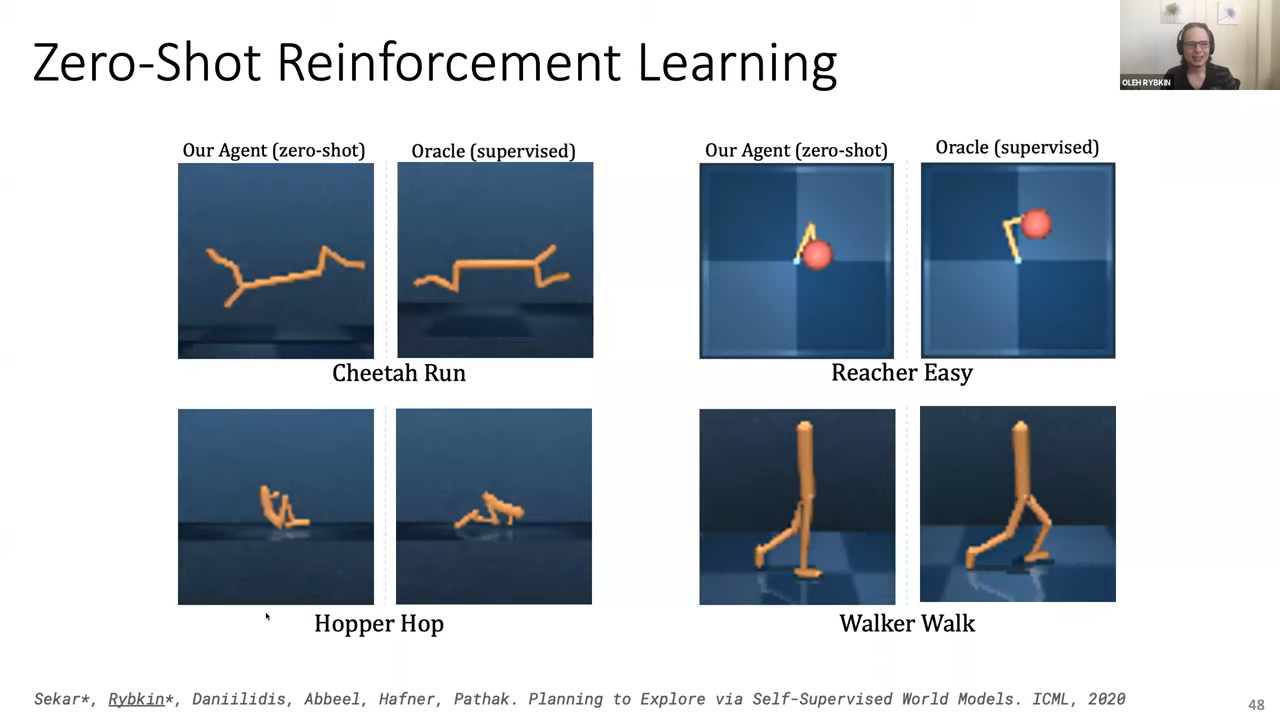 Zero-Shot Reinforcement Learning
OLEH RYBKIN
Our Agent (zero-shot)
Oracle (supervised)
Our Agent (zero-shot)
Oracle (supervised)
Cheetah Run
Reacher Easy
Hopper Hop
Walker Walk
Sekar*, Rybkin*, Daniilidis, Abbeel, Hafner, Pathak. Planning to Explore via Self-Supervised World Models. ICML, 2020
48